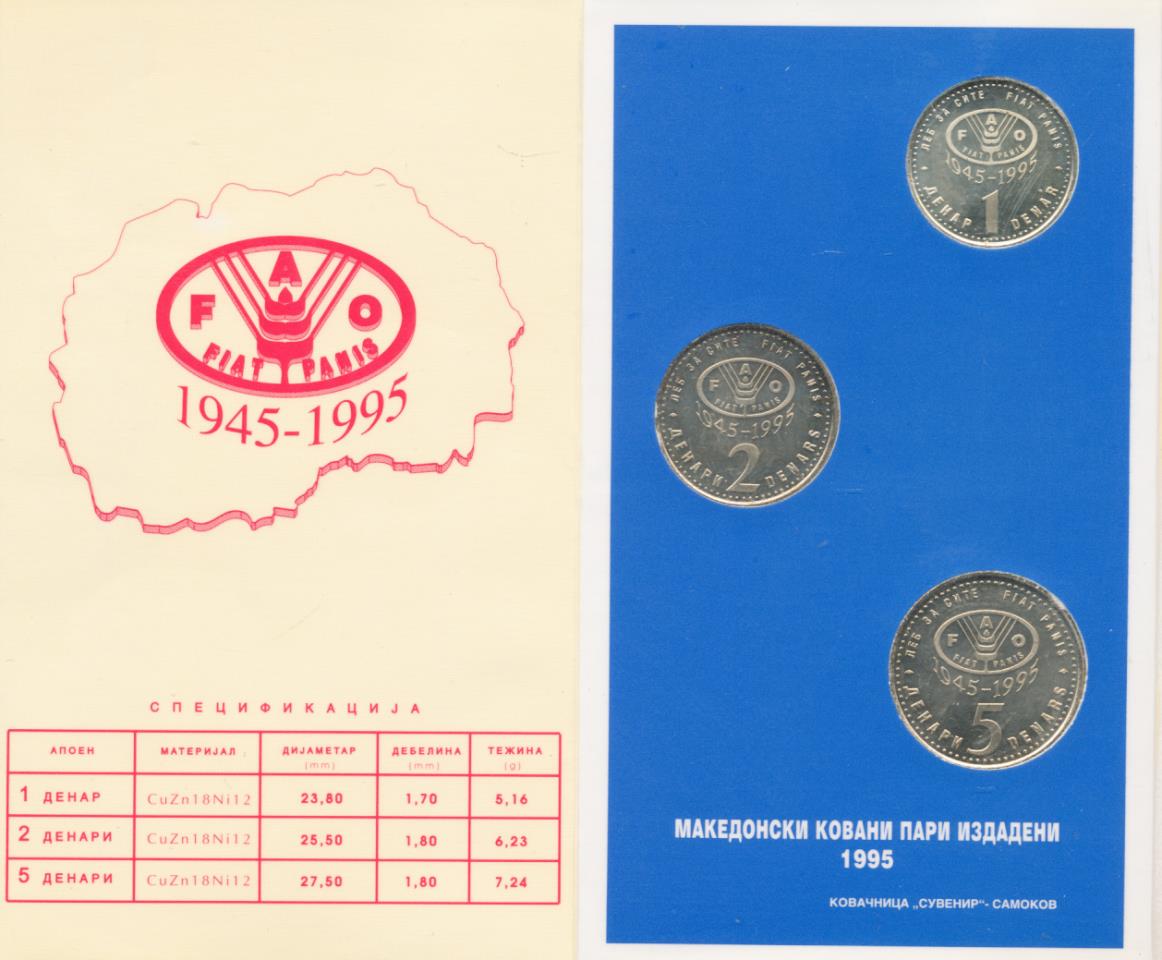 F A O
FIAT PANIS
1945-1995
СПЕЦИФИКАЦИЈА
АПОЕН МАТЕРИЈАЛ ДИЈАМЕТАР (mm) ДЕБЕЛИНА (mm) ТЕЖИНА (g)
1 ДЕНАР CuZn18Ni12 23,80 1,70 5,16
2 ДЕНАРИ CuZn18Ni12 25,50 1,80 6,23
5 ДЕНАРИ CuZn18Ni12 27,50 1,80 7,24
ЛЕБ ЗА СИТЕ FIAT PANIS
F A O
FIAT PANIS
1945-1995
ДЕНАР 1 DENAR
ЛЕБ ЗА СИТЕ FIAT PANIS
F A O
FIAT PANIS
1945-1995
ДЕНАРИ 2 DENARS
ЛЕБ ЗА СИТЕ FIAT PANIS
F A O
FIAT PANIS
1945-1995
ДЕНАРИ 5 DENARS
МАКЕДОНСКИ КОВАНИ ПАРИ ИЗДАДЕНИ
1995
КОВАЧНИЦА „СУВЕНИР“- САМОКОВ